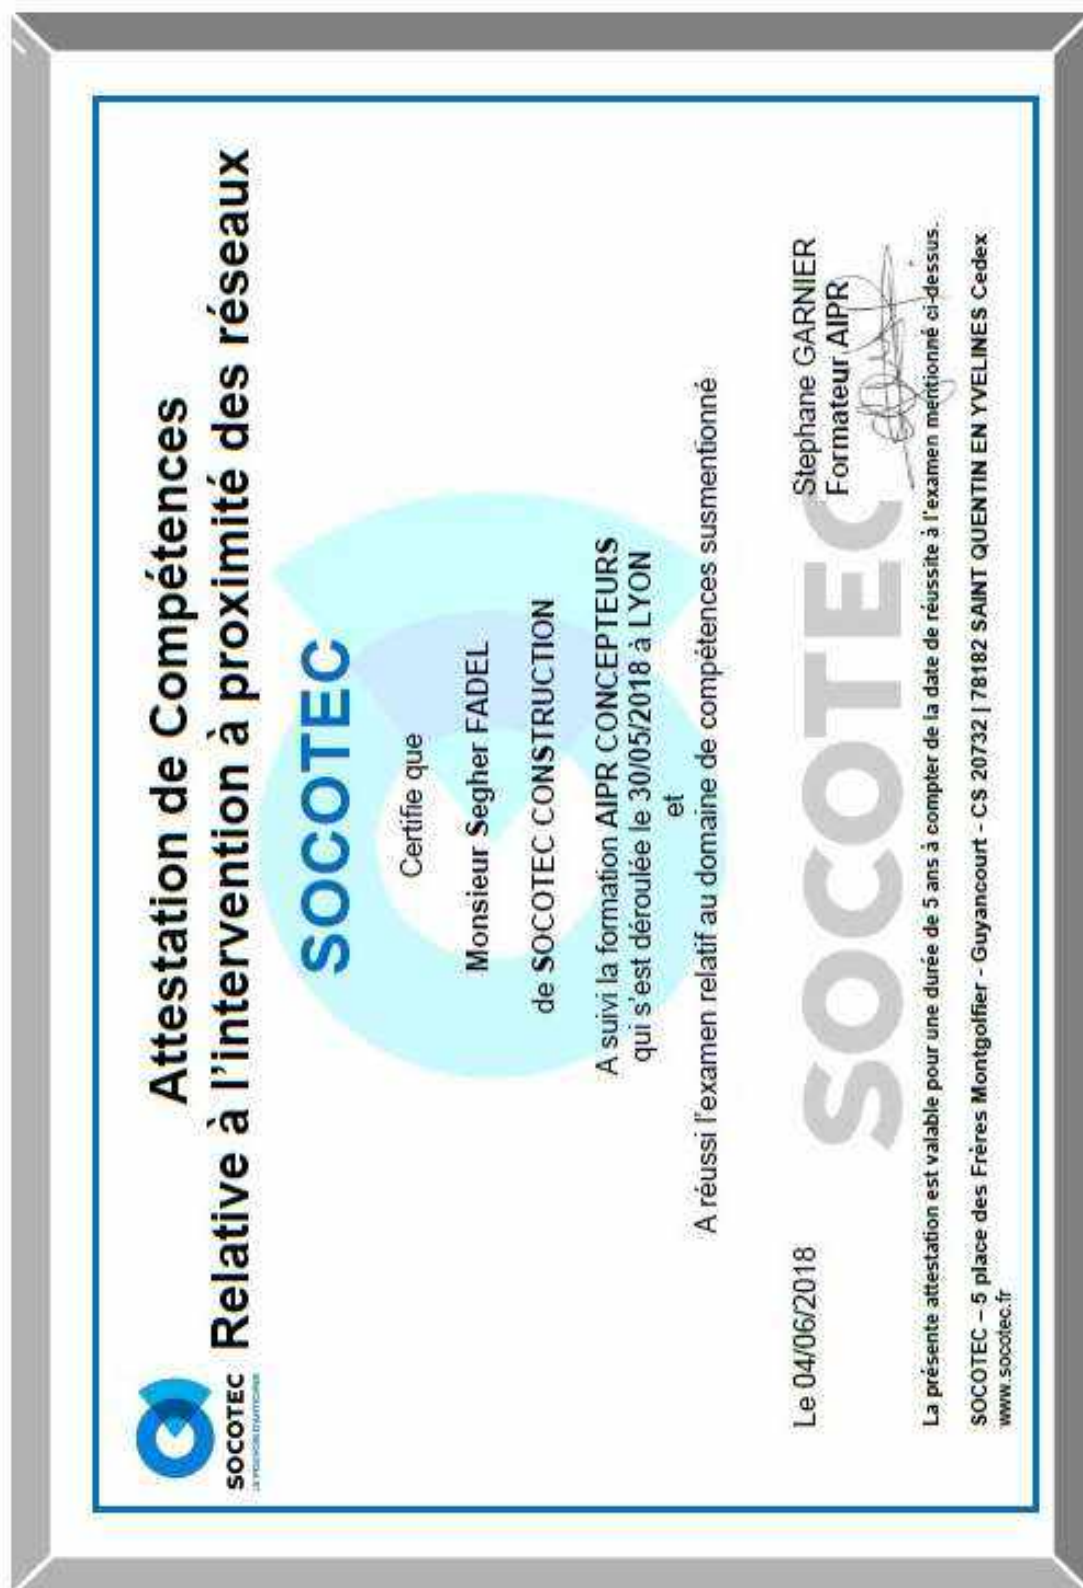 Attestation de Compétences
Relative à l'intervention à proximité des réseaux
SOCOTEC
SOCOTEC
Certifie que
Monsieur Segher FADEL
de SOCOTEC CONSTRUCTION
A suivi la formation AIPR CONCEPTEURS
qui s'est déroulée le 30/05/2018 à LYON
et
A réussi l'examen relatif au domaine de compétences susmentionné
Le 04/06/2018
Stephane GARNIER
Formateur AIPR
SOCOTEC
La présente attestation est valable pour une durée de 5 ans à compter de la date de réussite à l'examen mentionné ci-dessus.
SOCOTEC – 5 place des Frères Montgolfier - Guyancourt - CS 20732 | 78182 SAINT QUENTIN EN YVELINES Cedex
www.socotec.fr